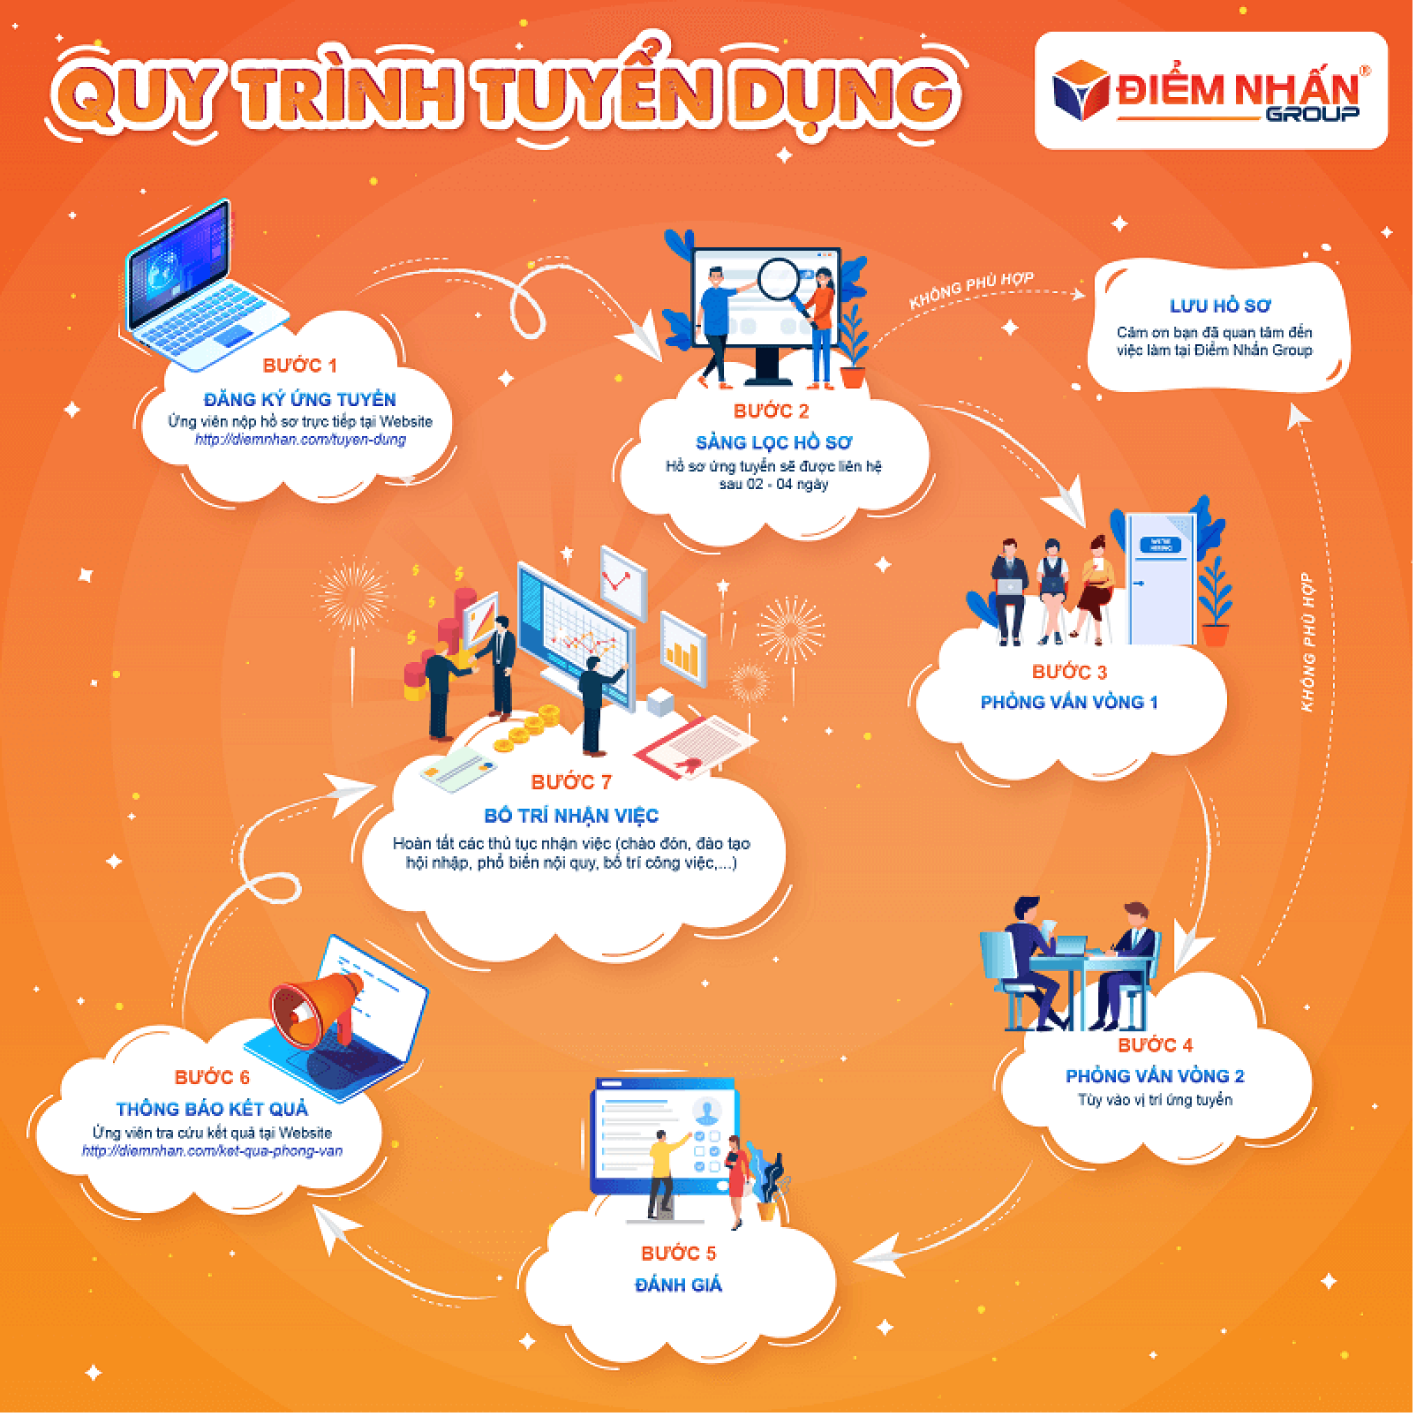 QUY TRÌNH TUYỂN DỤNG
ĐIỂM NHẤN®
GROUP
BƯỚC 1
ĐĂNG KÝ ỨNG TUYỂN
Ứng viên nộp hồ sơ trực tiếp tại Website
http://diemnhan.com/tuyen-dung
BƯỚC 2
SÀNG LỌC HỒ SƠ
Hồ sơ ứng tuyển sẽ được liên hệ
sau 02 - 04 ngày
KHÔNG PHÙ HỢP
LƯU HỒ SƠ
Cảm ơn bạn đã quan tâm đến
việc làm tại Điểm Nhấn Group
WE'RE
HIRING
BƯỚC 3
PHỎNG VẤN VÒNG 1
KHÔNG PHÙ HỢP
BƯỚC 4
PHỎNG VẤN VÒNG 2
Tùy vào vị trí ứng tuyển
BƯỚC 5
ĐÁNH GIÁ
BƯỚC 6
THÔNG BÁO KẾT QUẢ
Ứng viên tra cứu kết quả tại Website
http://diemnhan.com/ket-qua-phong-van
BƯỚC 7
BỐ TRÍ NHẬN VIỆC
Hoàn tất các thủ tục nhận việc (chào đón, đào tạo
hội nhập, phổ biến nội quy, bố trí công việc,...)